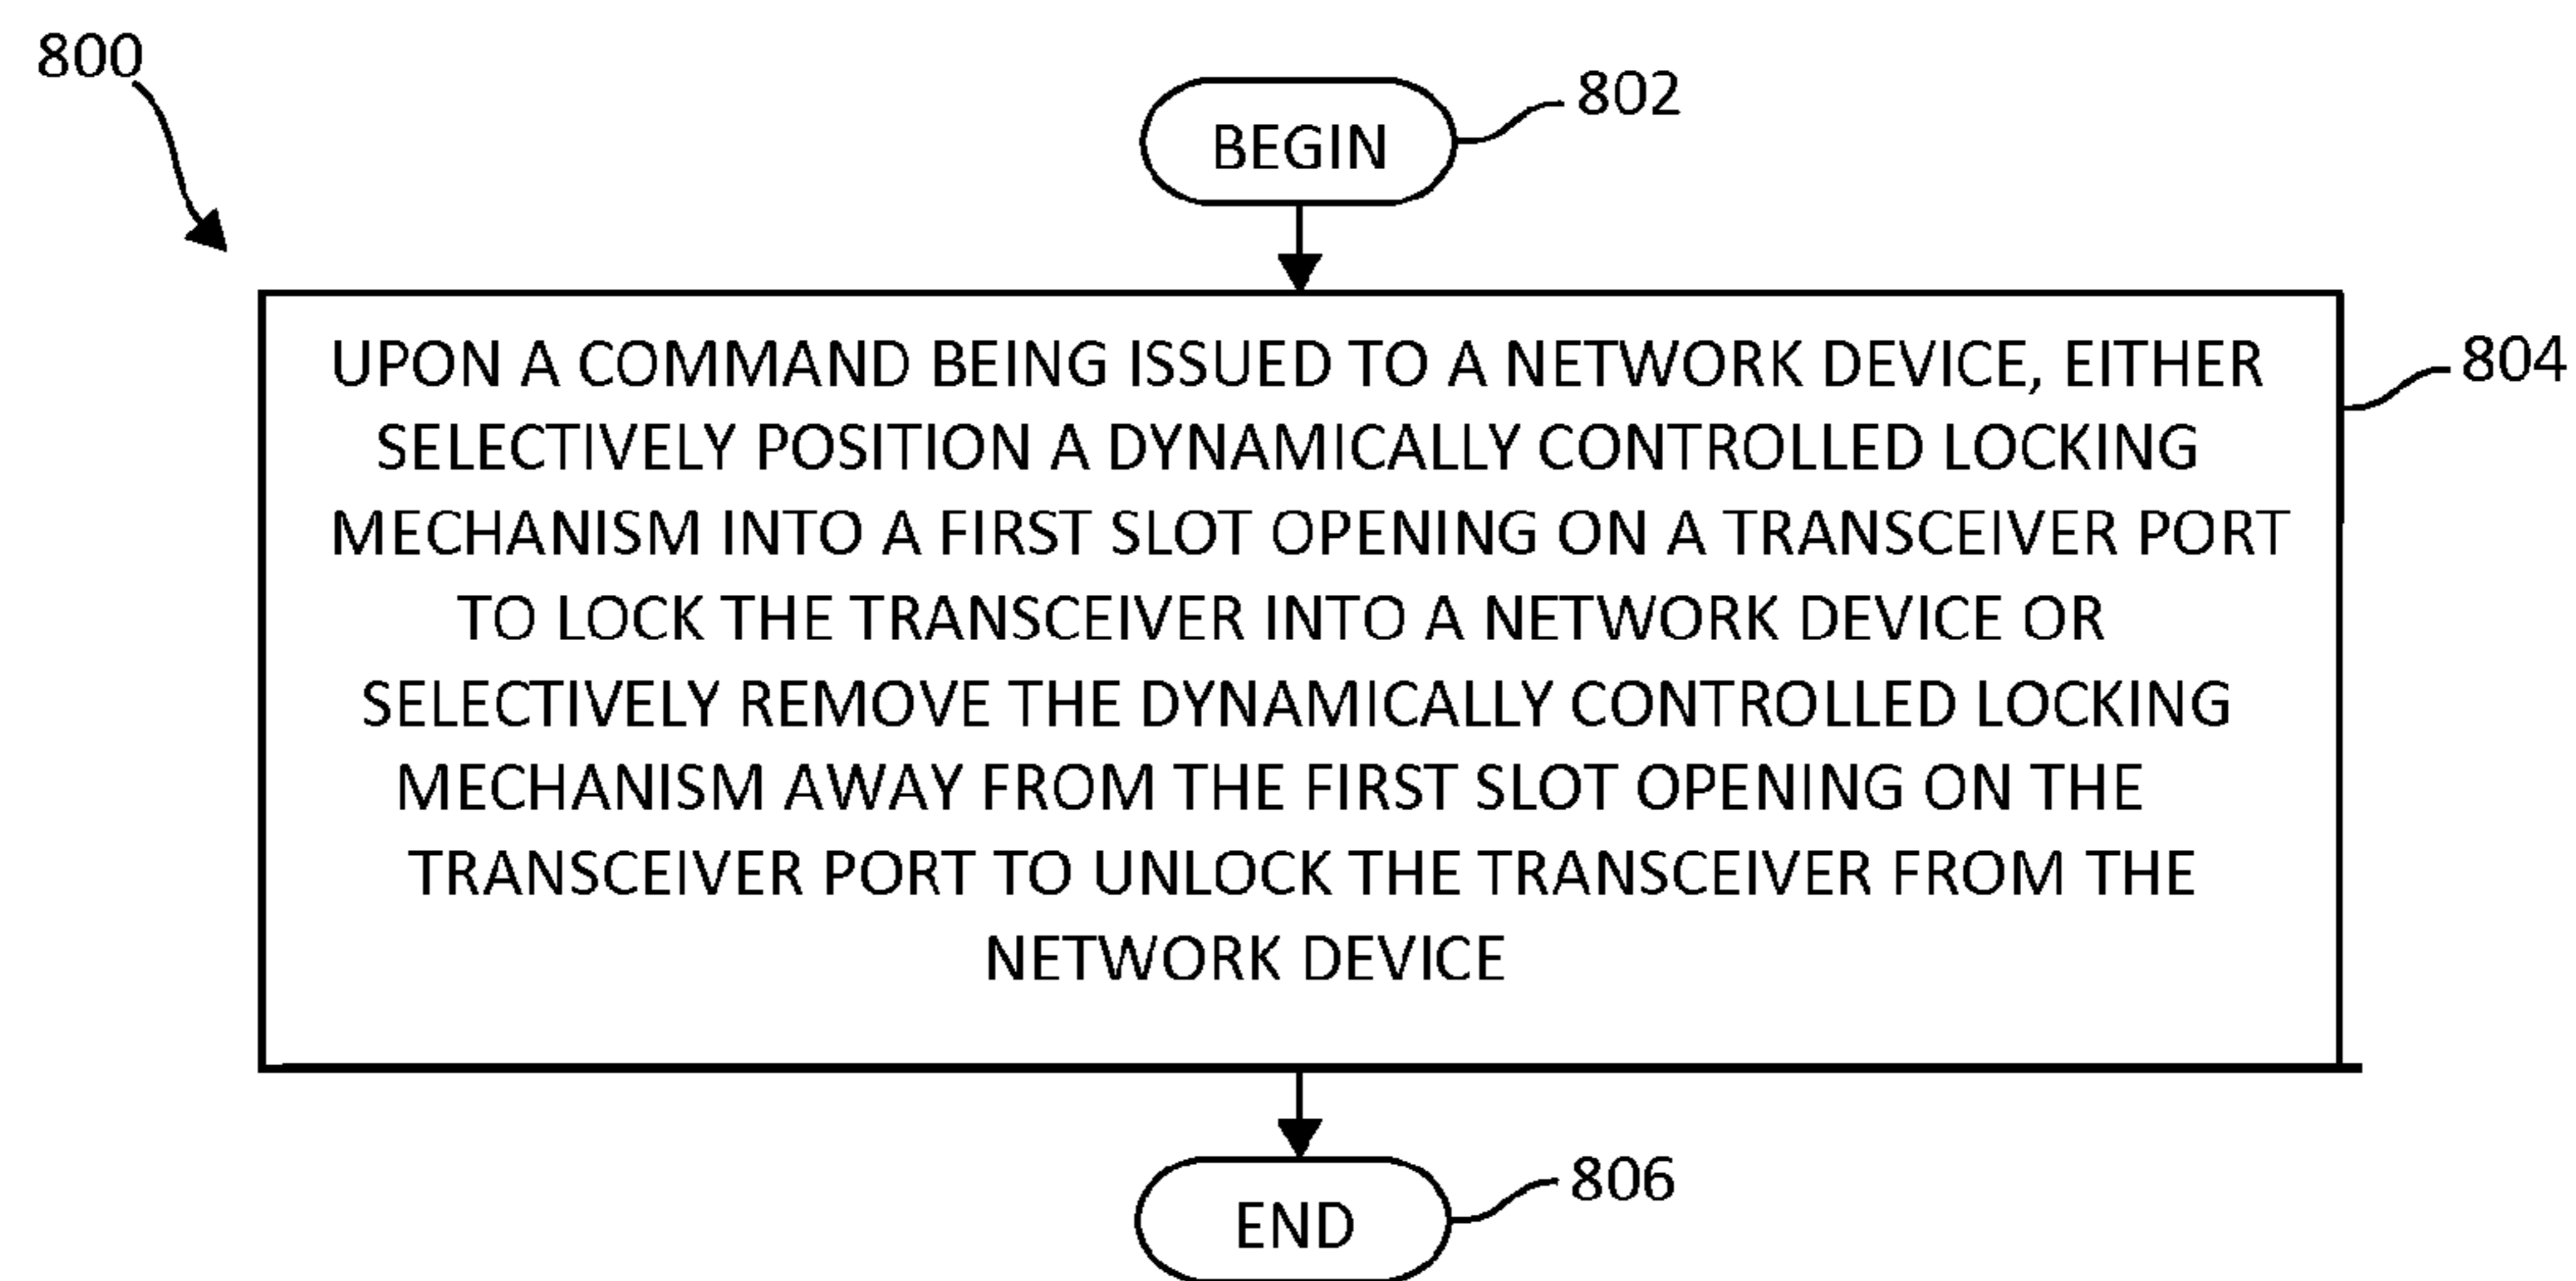 800
802
BEGIN
UPON A COMMAND BEING ISSUED TO A NETWORK DEVICE, EITHER
SELECTIVELY POSITION A DYNAMICALLY CONTROLLED LOCKING
MECHANISM INTO A FIRST SLOT OPENING ON A TRANSCEIVER PORT
TO LOCK THE TRANSCEIVER INTO A NETWORK DEVICE OR
SELECTIVELY REMOVE THE DYNAMICALLY CONTROLLED LOCKING
MECHANISM AWAY FROM THE FIRST SLOT OPENING ON THE
TRANSCEIVER PORT TO UNLOCK THE TRANSCEIVER FROM THE
NETWORK DEVICE
804
806
END